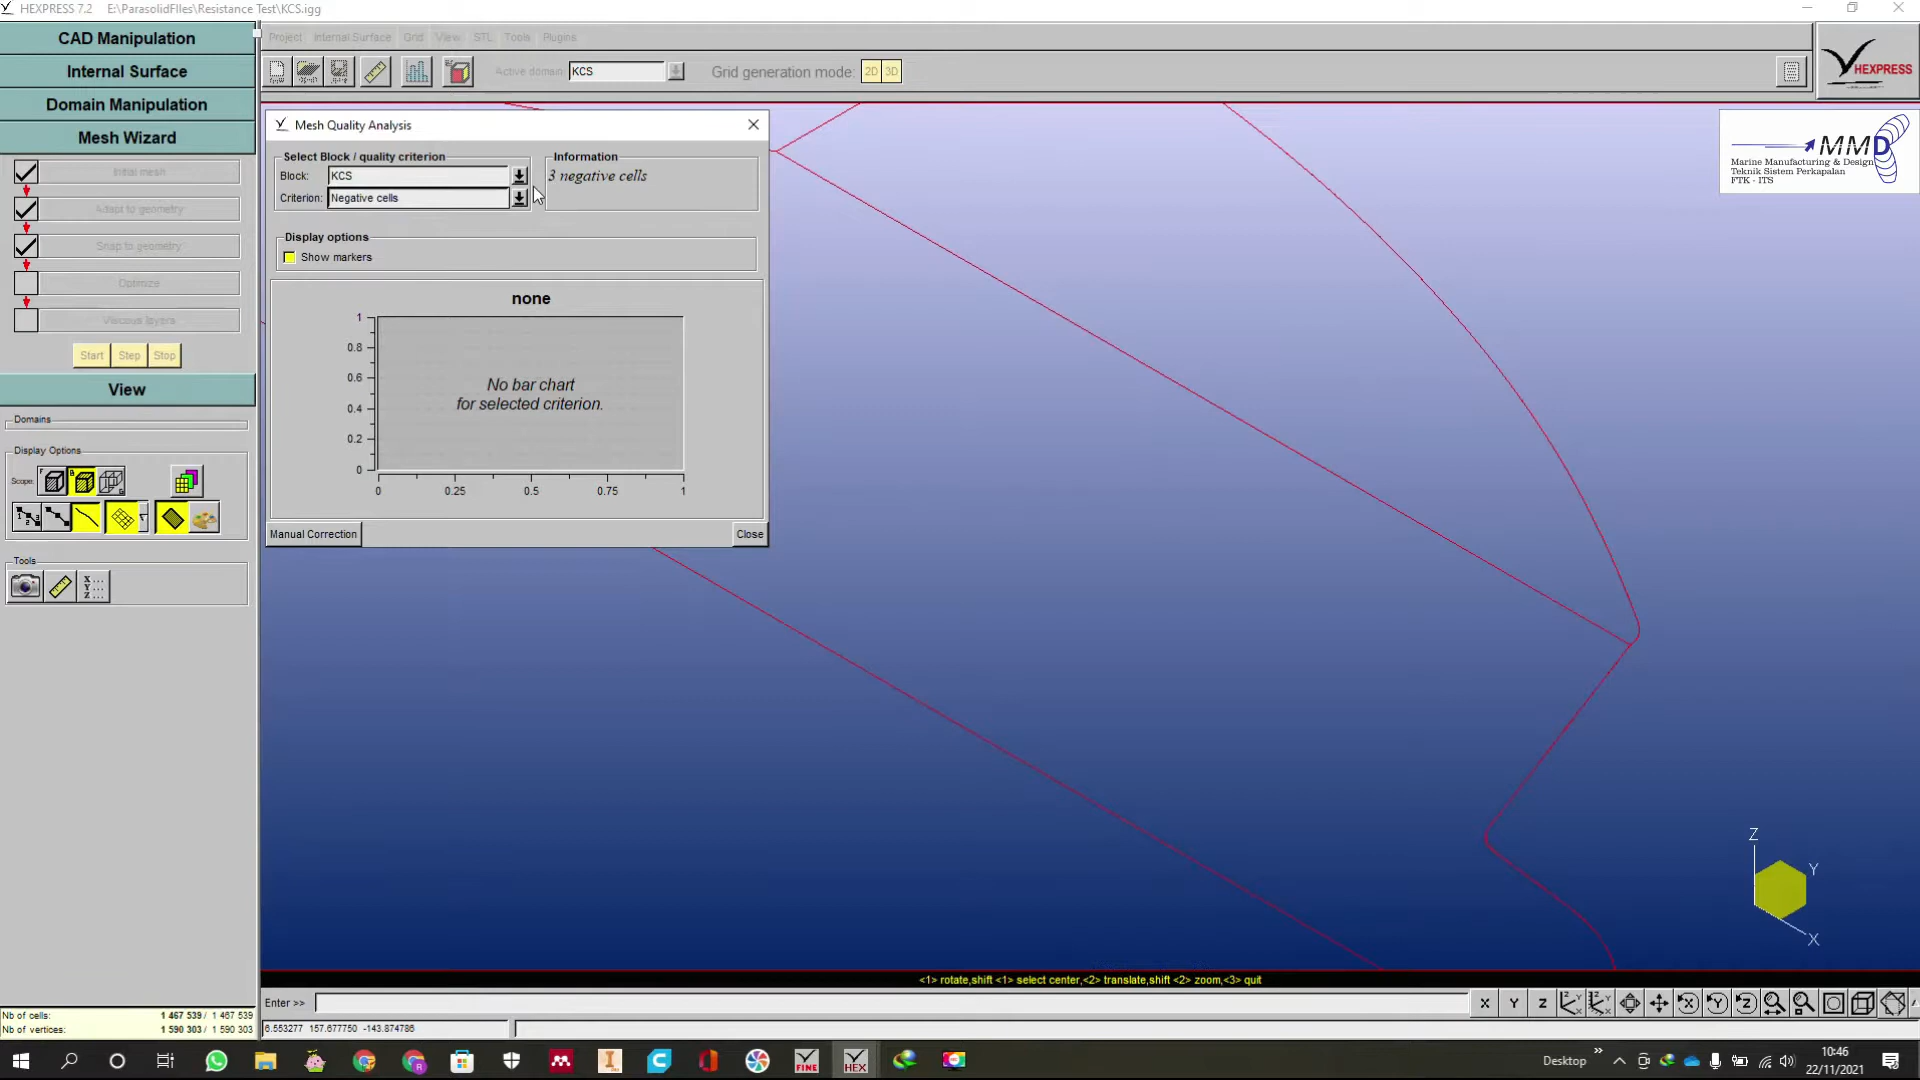 HEXPRESS 7.2 E:\ParasolidFIles\Resistance Test\KCS.igg
CAD Manipulation
Internal Surface
Domain Manipulation
Mesh Wizard
Initial mesh
Adapt to geometry
Snap to geometry
Optimize
Viscous layers
Start Step Stop
View
Domains
Display Options
Scope:
Tools
X
Y
Z
Nb of cells: 1 467 539 / 1 467 539
Nb of vertices: 1 590 303 / 1 590 303
Project Internal Surface Grid View STL Tools Plugins
Active domain: KCS
Grid generation mode: 2D 3D
HEXPRESS
MMD
Marine Manufacturing & Design
Teknik Sistem Perkapalan
FTK - ITS
Mesh Quality Analysis
Select Block / quality criterion
Block: KCS
Criterion: Negative cells
Information
3 negative cells
Display options
Show markers
none
1
0.8
0.6
0.4
0.2
0
No bar chart
for selected criterion.
0 0.25 0.5 0.75 1
Manual Correction
Close
Z
Y
X
<1> rotate,shift <1> select center,<2> translate,shift <2> zoom,<3> quit
Enter >>
X Y Z
6.553277 157.677750 -143.874786
FINE
HEX
Desktop
10:46
22/11/2021